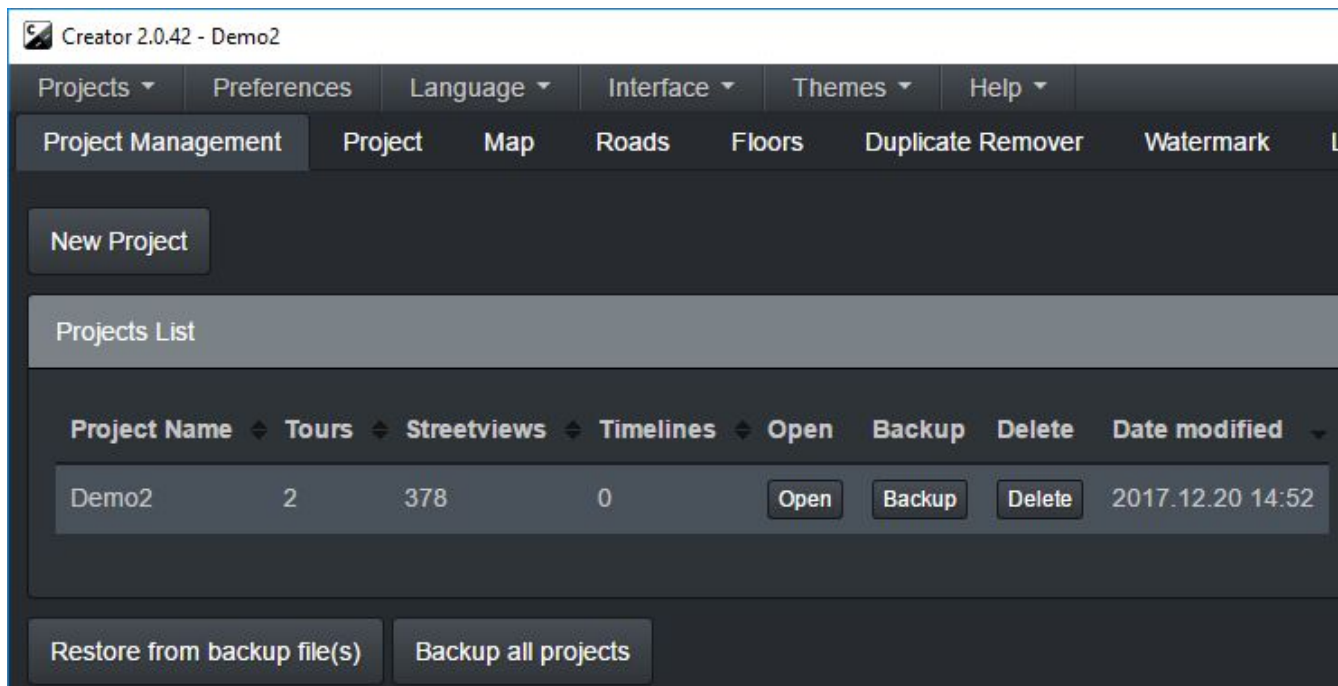 Creator 2.0.42 - Demo2
Projects Preferences Language Interface Themes Help
Project Management Project Map Roads Floors Duplicate Remover Watermark
New Project
Projects List
Project Name Tours Streetviews Timelines Open Backup Delete Date modified
Demo2 2 378 0 Open Backup Delete 2017.12.20 14:52
Restore from backup file(s) Backup all projects